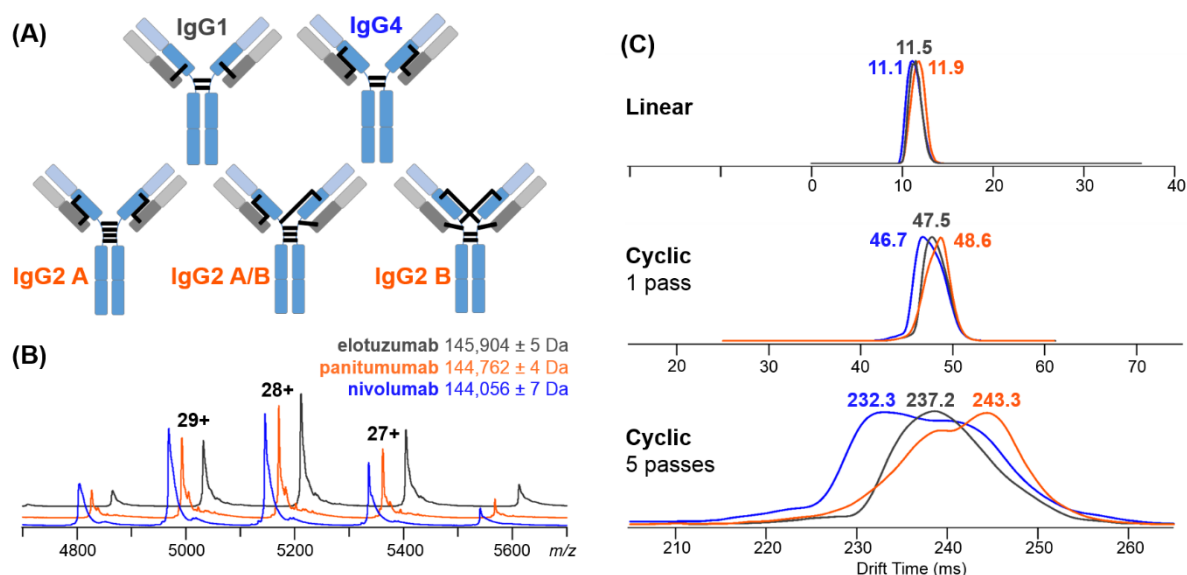 (A)
IgG1
IgG4
IgG2 A
IgG2 A/B
IgG2 B
(B)
elotuzumab 145,904 ± 5 Da
panitumumab 144,762 ± 4 Da
nivolumab 144,056 ± 7 Da
29+
28+
27+
4800 5000 5200 5400 5600 m/z
(C)
Linear
11.5
11.1 11.9
0 10 20 30 40
Cyclic
1 pass
47.5
46.7 48.6
20 30 40 50 60 70
Cyclic
5 passes
232.3 237.2 243.3
210 220 230 240 250 260
Drift Time (ms)